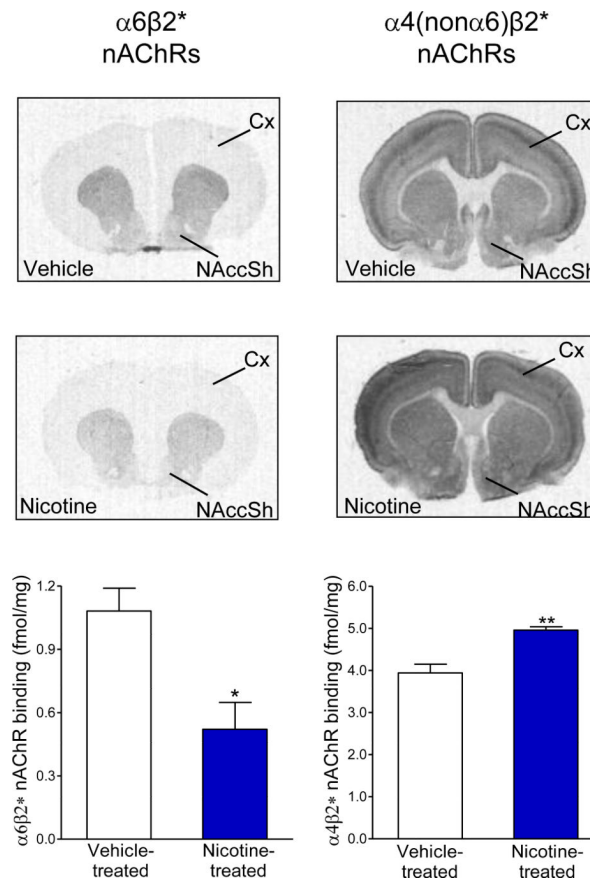 α6β2*
nAChRs
α4(nonα6)β2*
nAChRs
Cx
NAccSh
Vehicle
Cx
NAccSh
Vehicle
Cx
NAccSh
Nicotine
Cx
NAccSh
Nicotine
α6β2* nAChR binding (fmol/mg)
1.2
0.9
0.6
0.3
0.0
*
Vehicle-
treated
Nicotine-
treated
α4β2* nAChR binding (fmol/mg)
6.0
5.0
4.0
3.0
2.0
1.0
0.0
**
Vehicle-
treated
Nicotine-
treated